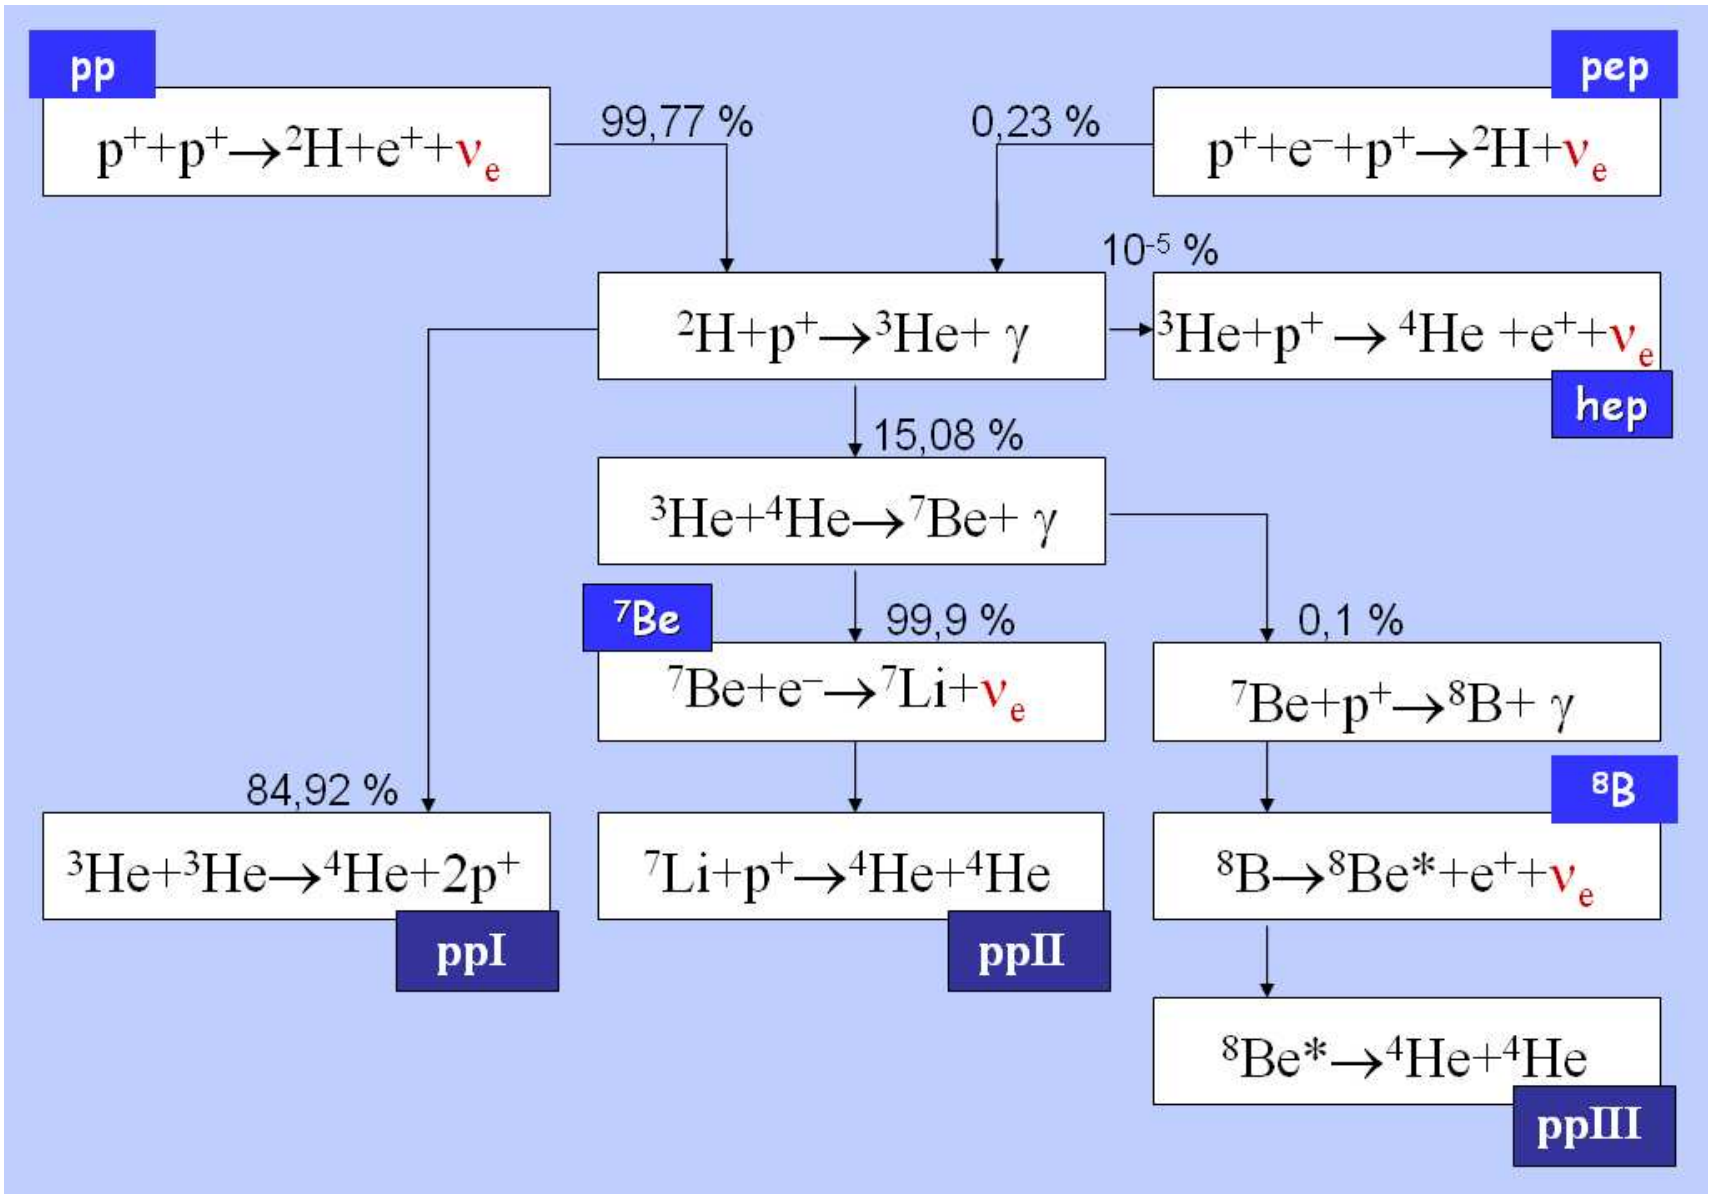 pp
pep
99,77 %
0,23 %
p⁺+p⁺→²H+e⁺+νₑ
p⁺+e⁻+p⁺→²H+νₑ
10⁻⁵ %
²H+p⁺→³He+ γ
³He+p⁺ → ⁴He +e⁺+νₑ
hep
15,08 %
³He+⁴He→⁷Be+ γ
⁷Be
99,9 %
0,1 %
⁷Be+e⁻→⁷Li+νₑ
⁷Be+p⁺→⁸B+ γ
84,92 %
⁸B
³He+³He→⁴He+2p⁺
⁷Li+p⁺→⁴He+⁴He
⁸B→⁸Be*+e⁺+νₑ
ppI
ppII
⁸Be*→⁴He+⁴He
ppIII